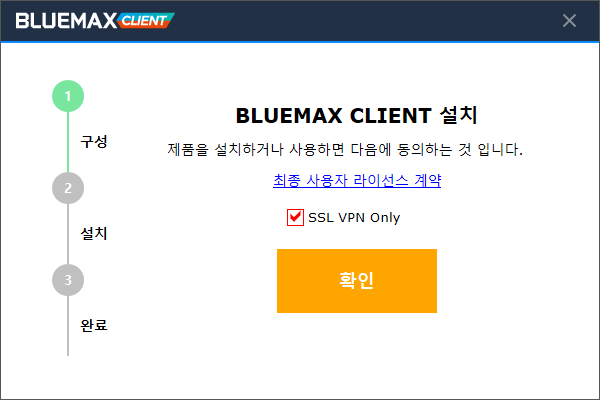 BLUEMAX CLIENT
1
구성
2
설치
3
완료
BLUEMAX CLIENT 설치
제품을 설치하거나 사용하면 다음에 동의하는 것 입니다.
최종 사용자 라이선스 계약
SSL VPN Only
확인